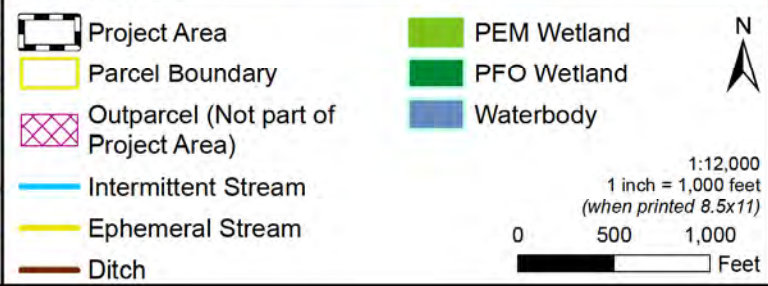 Project Area
Parcel Boundary
Outparcel (Not part of
Project Area)
Intermittent Stream
Ephemeral Stream
Ditch
PEM Wetland
PFO Wetland
Waterbody
N
1:12,000
1 inch = 1,000 feet
(when printed 8.5x11)
0 500 1,000
Feet